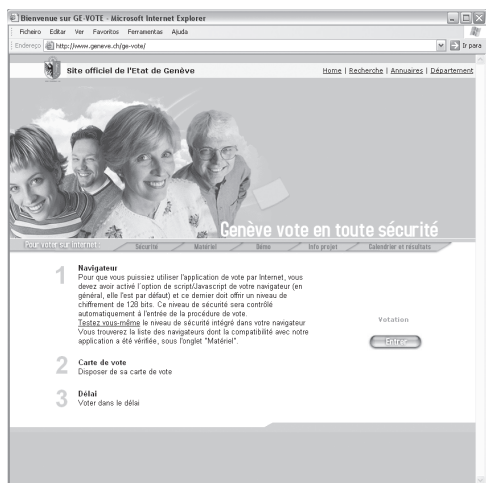 Bienvenue sur GE-VOTE - Microsoft Internet Explorer
Ficheiro Editar Ver Favoritos Ferramentas Ajuda
Endereço http://www.geneve.ch/ge-vote/ Ir para
Site officiel de l'Etat de Genève Home | Recherche | Annuaires | Département
Genève vote en toute sécurité
Pour voter sur Internet: Sécurité Matériel Démo Info projet Calendrier et résultats
1 Navigateur
Pour que vous puissiez utiliser l'application de vote par Internet, vous
devez avoir activé l'option de script/Javascript de votre navigateur (en
général, elle l'est par défaut) et ce dernier doit offrir un niveau de
chiffrement de 128 bits. Ce niveau de sécurité sera contrôlé
automatiquement à l'entrée de la procédure de vote.
Testez vous-même le niveau de sécurité intégré dans votre navigateur
Vous trouverez la liste des navigateurs dont la compatibilité avec notre
application a été vérifiée, sous l'onglet "Matériel".
Votation
Entrer
2 Carte de vote
Disposer de sa carte de vote
3 Délai
Voter dans le délai